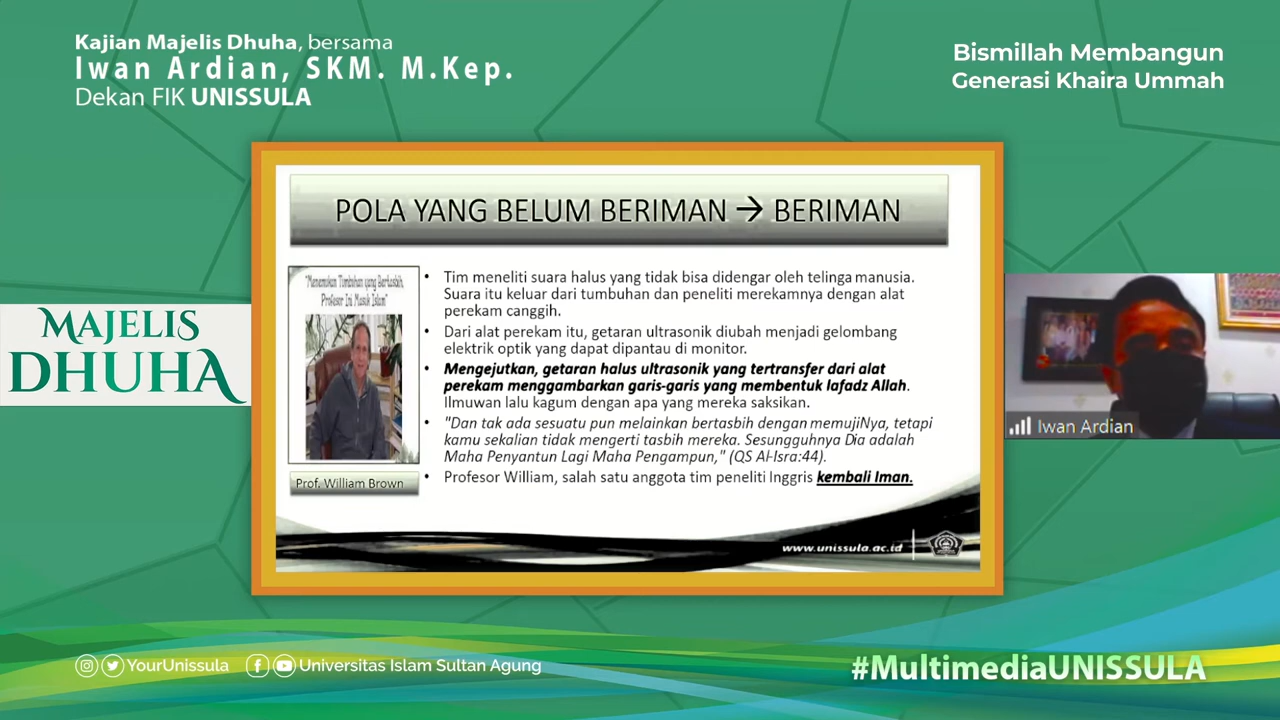 Kajian Majelis Dhuha, bersama
Iwan Ardian, SKM. M.Kep.
Dekan FIK UNISSULA
Bismillah Membangun
Generasi Khaira Ummah
MAJELIS
DHUHA
POLA YANG BELUM BERIMAN → BERIMAN
"Menemukan Tumbuhan yang Bertasbih,
Profesor Ini Masuk Islam"
Prof. William Brown
• Tim meneliti suara halus yang tidak bisa didengar oleh telinga manusia.
Suara itu keluar dari tumbuhan dan peneliti merekamnya dengan alat
perekam canggih.
• Dari alat perekam itu, getaran ultrasonik diubah menjadi gelombang
elektrik optik yang dapat dipantau di monitor.
• Mengejutkan, getaran halus ultrasonik yang tertransfer dari alat
perekam menggambarkan garis-garis yang membentuk lafadz Allah.
Ilmuwan lalu kagum dengan apa yang mereka saksikan.
• "Dan tak ada sesuatu pun melainkan bertasbih dengan memujiNya, tetapi
kamu sekalian tidak mengerti tasbih mereka. Sesungguhnya Dia adalah
Maha Penyantun Lagi Maha Pengampun," (QS Al-Isra:44).
• Profesor William, salah satu anggota tim peneliti Inggris kembali Iman.
www.unissula.ac.id
Iwan Ardian
YourUnissula
Universitas Islam Sultan Agung
#MultimediaUNISSULA